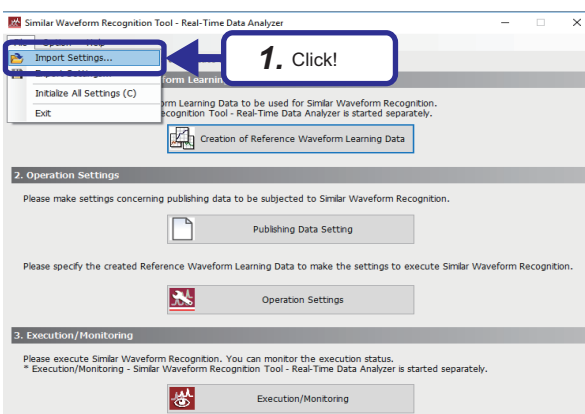 Similar Waveform Recognition Tool - Real-Time Data Analyzer
Import Settings...
1. Click!
Initialize All Settings (C)
Exit
orm Learning Data to be used for Similar Waveform Recognition.
ecognition Tool - Real-Time Data Analyzer is started separately.
Creation of Reference Waveform Learning Data
2. Operation Settings
Please make settings concerning publishing data to be subjected to Similar Waveform Recognition.
Publishing Data Setting
Please specify the created Reference Waveform Learning Data to make the settings to execute Similar Waveform Recognition.
Operation Settings
3. Execution/Monitoring
Please execute Similar Waveform Recognition. You can monitor the execution status.
* Execution/Monitoring - Similar Waveform Recognition Tool - Real-Time Data Analyzer is started separately.
Execution/Monitoring